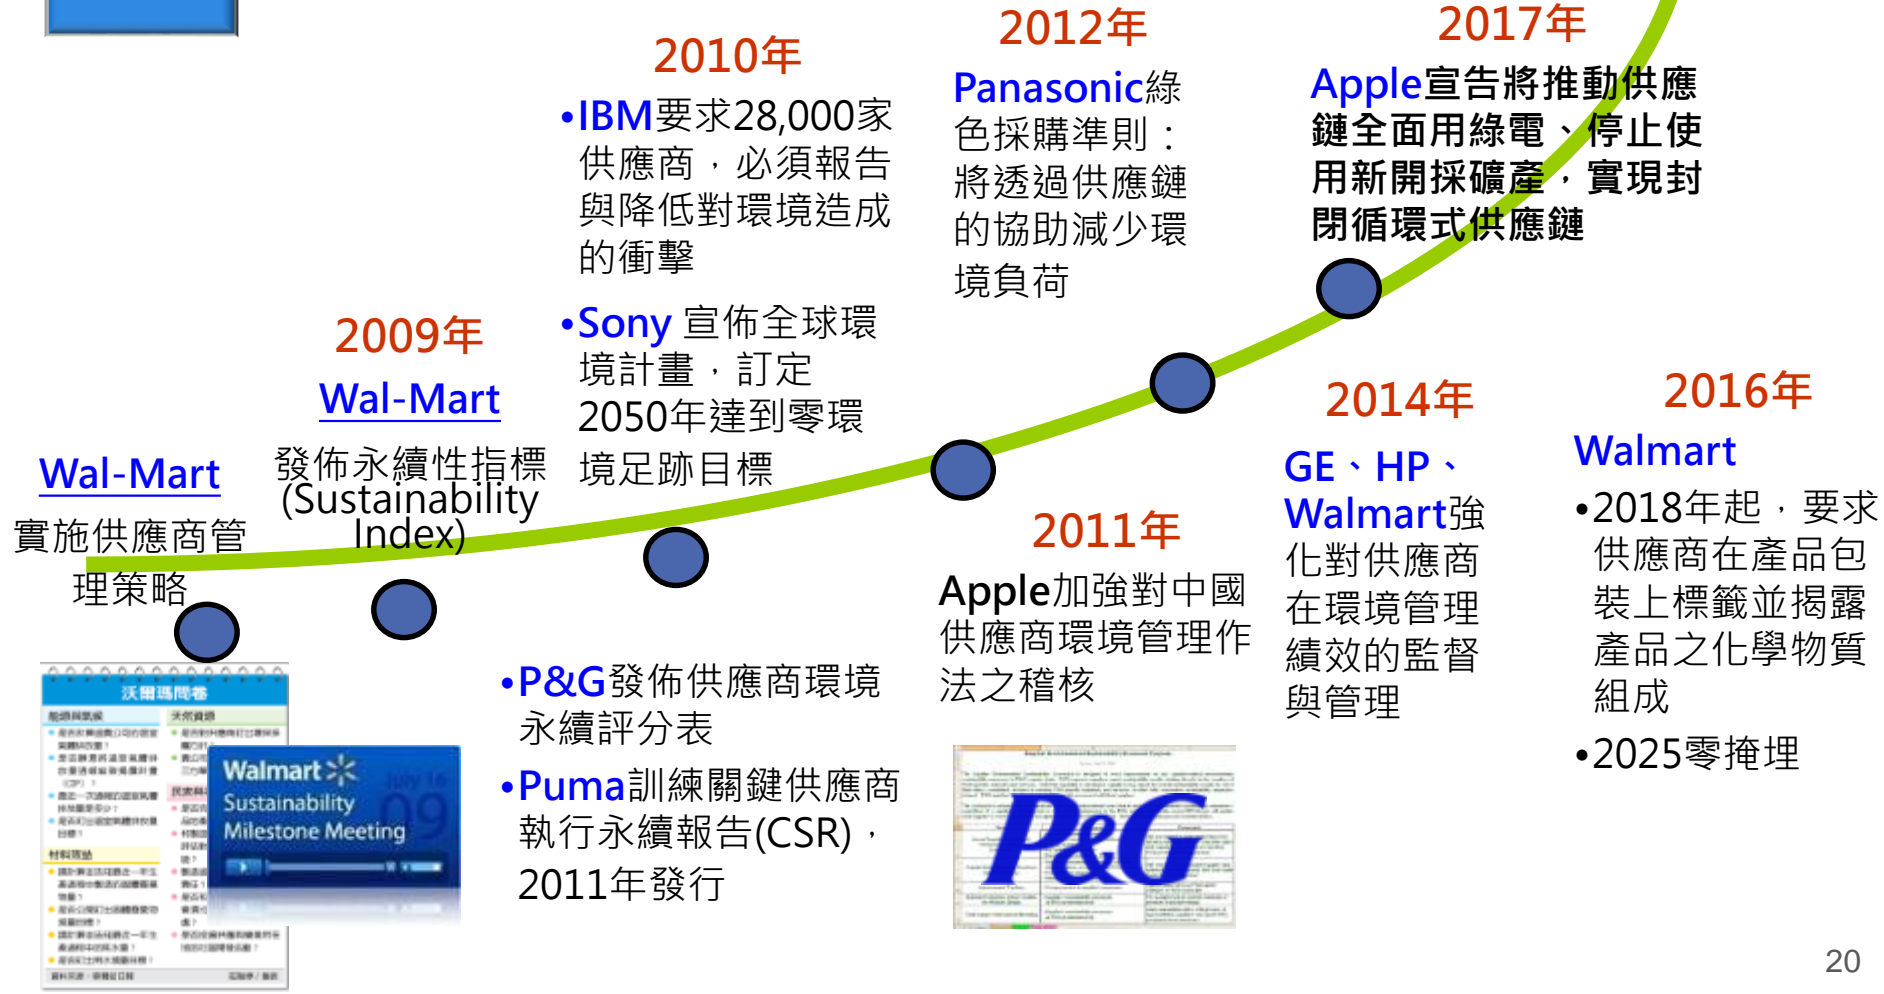 Wal-Mart
實施供應商管
理策略
2009年
Wal-Mart
發佈永續性指標
(Sustainability
Index)
2010年
•IBM要求28,000家
供應商，必須報告
與降低對環境造成
的衝擊
•Sony 宣佈全球環
境計畫，訂定
2050年達到零環
境足跡目標
•P&G發佈供應商環境
永續評分表
•Puma訓練關鍵供應商
執行永續報告(CSR)，
2011年發行
2011年
Apple加強對中國
供應商環境管理作
法之稽核
2012年
Panasonic綠
色採購準則：
將透過供應鏈
的協助減少環
境負荷
2014年
GE、HP、
Walmart強
化對供應商
在環境管理
績效的監督
與管理
2016年
Walmart
•2018年起，要求
供應商在產品包
裝上標籤並揭露
產品之化學物質
組成
•2025零掩埋
2017年
Apple宣告將推動供應
鏈全面用綠電、停止使
用新開採礦產，實現封
閉循環式供應鏈
沃爾瑪問卷
能源與氣候
天然資源
材料效益
Walmart
Sustainability
Milestone Meeting
July 16
09
P&G
20